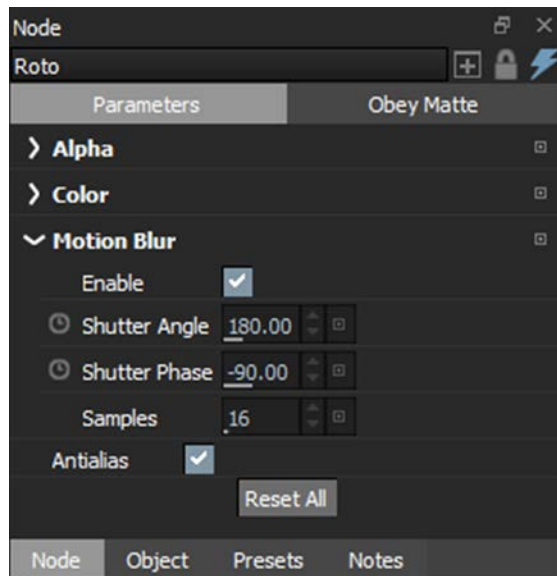 Node
Roto
Parameters Obey Matte
Alpha
Color
Motion Blur
Enable
Shutter Angle 180.00
Shutter Phase -90.00
Samples 16
Antialias
Reset All
Node Object Presets Notes